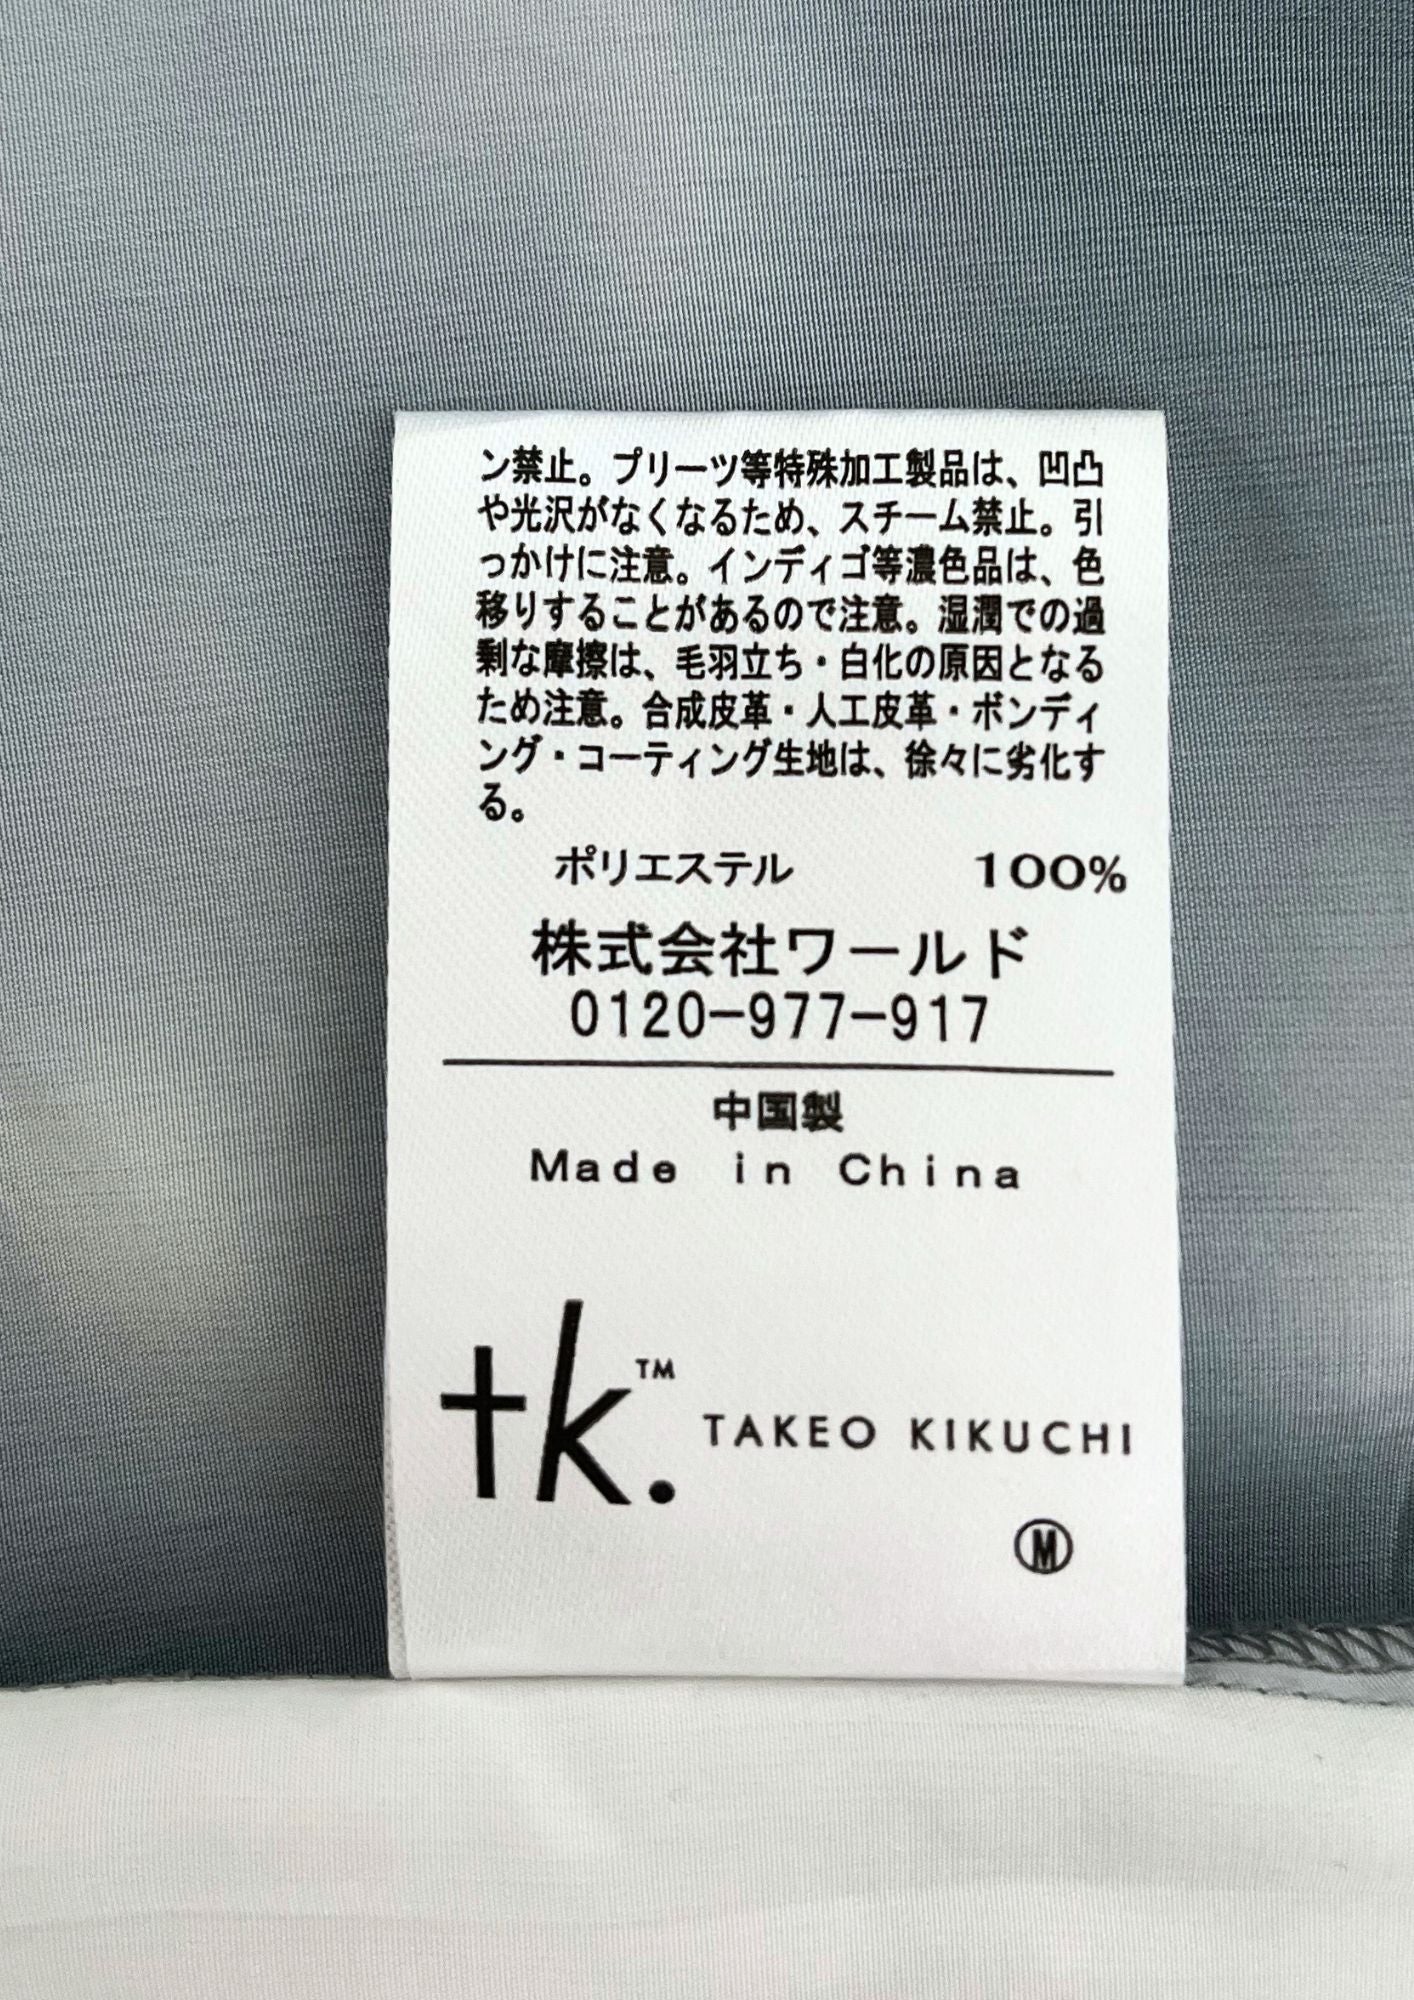 ン禁止。プリーツ等特殊加工製品は、凹凸
や光沢がなくなるため、スチーム禁止。引
っかけに注意。インディゴ等濃色品は、色
移りすることがあるので注意。湿潤での過
剰な摩擦は、毛羽立ち・白化の原因となる
ため注意。合成皮革・人工皮革・ボンディ
ング・コーティング生地は、徐々に劣化す
る。
ポリエステル 100%
株式会社ワールド
0120-977-917
中国製
Made in China
tk.™ TAKEO KIKUCHI
Ⓜ